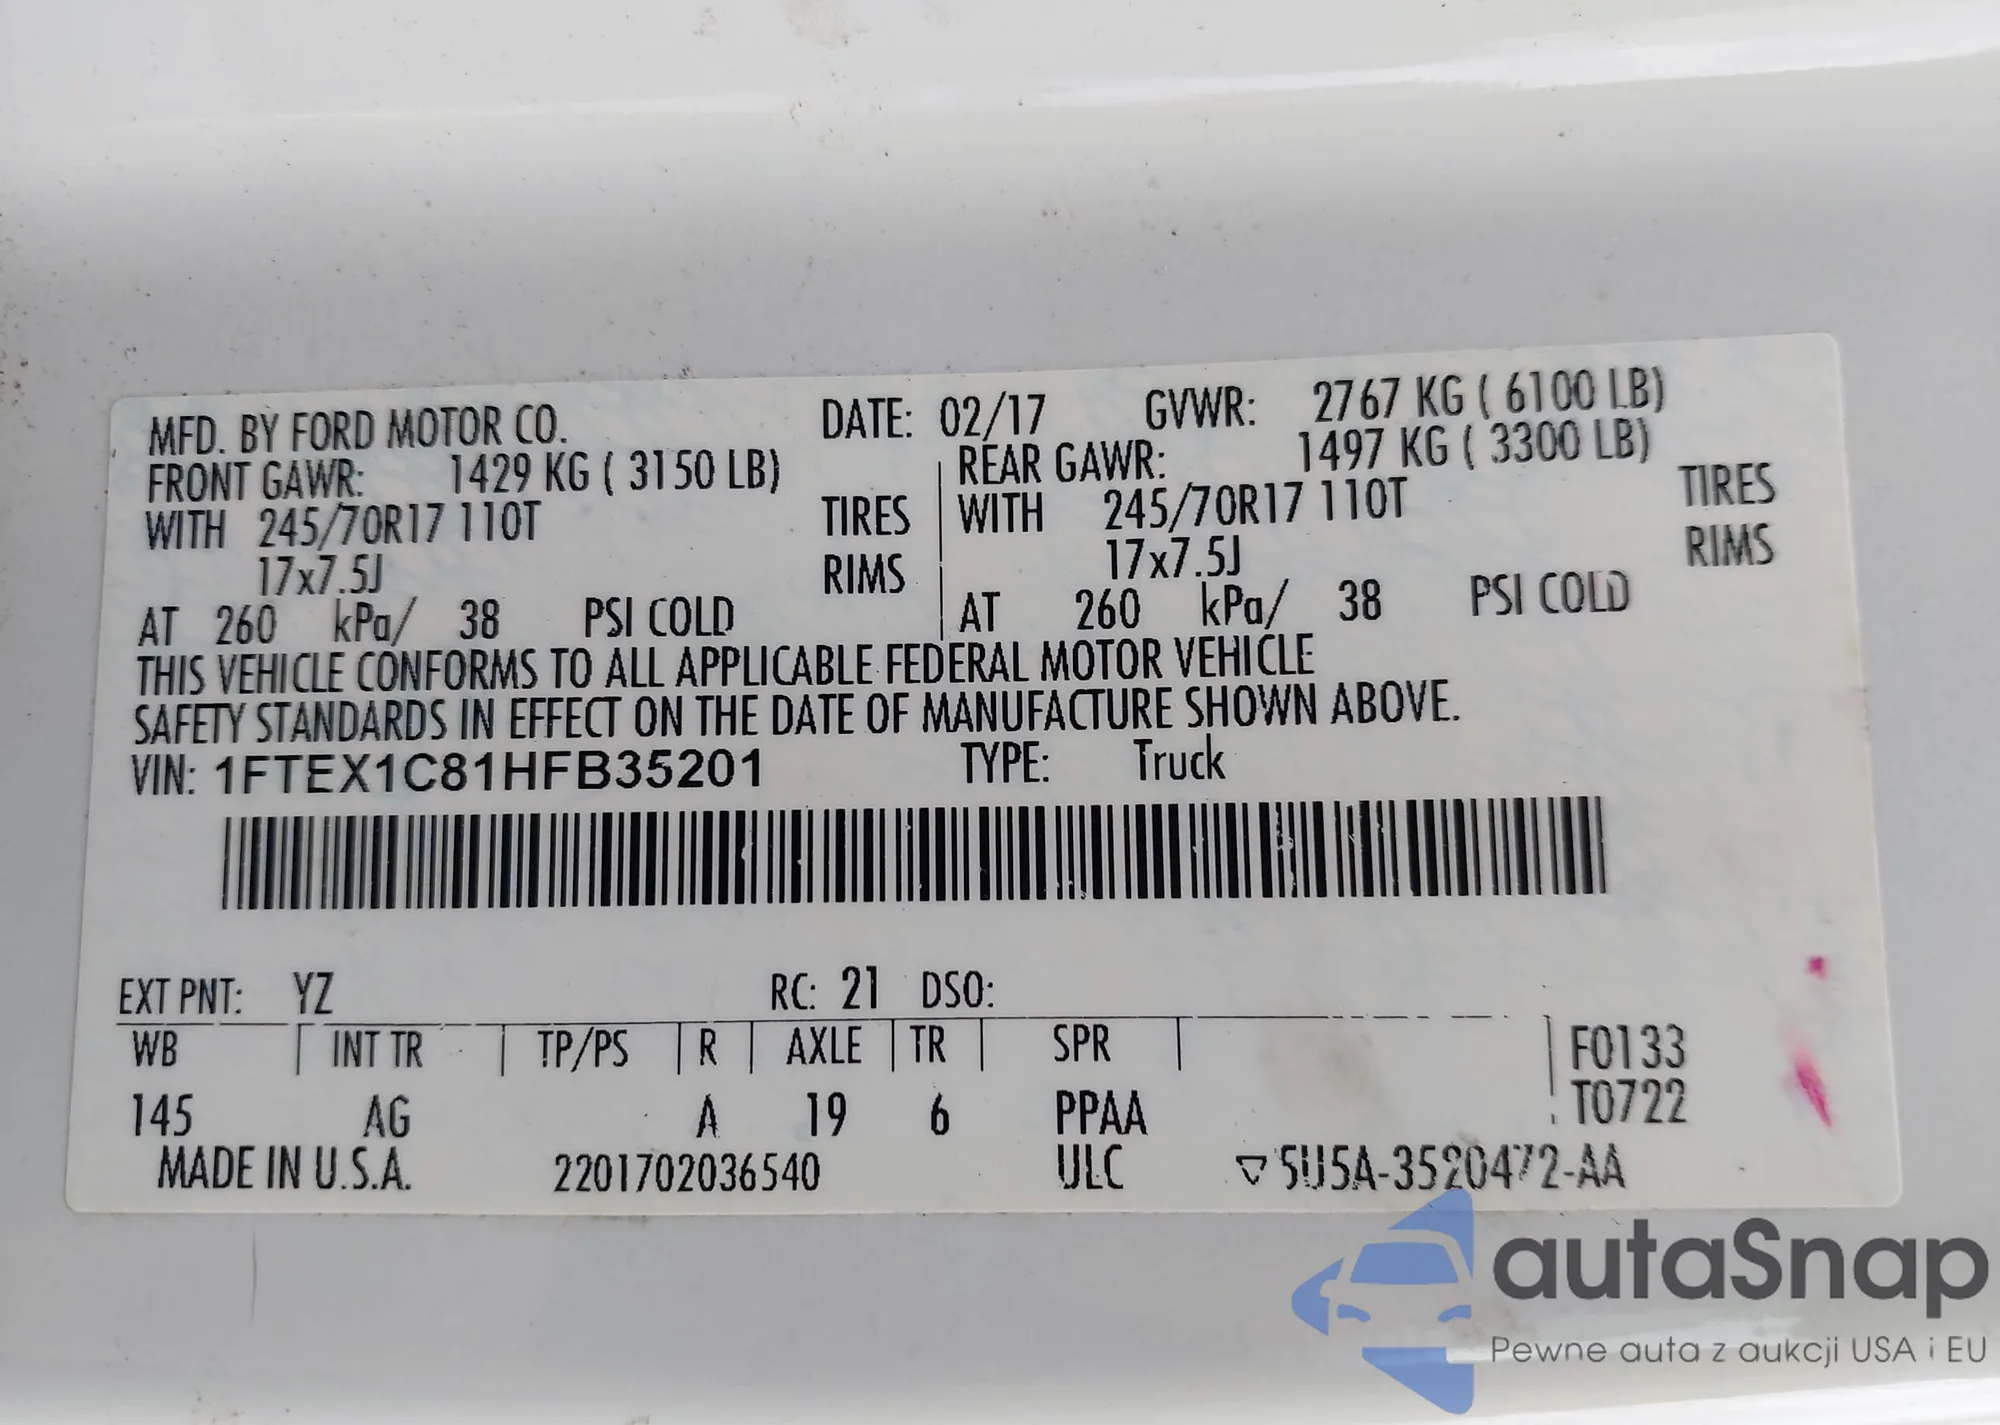 MFD. BY FORD MOTOR CO. DATE: 02/17 GVWR: 2767 KG ( 6100 LB)
FRONT GAWR: 1429 KG ( 3150 LB) REAR GAWR: 1497 KG ( 3300 LB)
WITH 245/70R17 110T TIRES WITH 245/70R17 110T TIRES
17x7.5J RIMS 17x7.5J RIMS
AT 260 kPa/ 38 PSI COLD AT 260 kPa/ 38 PSI COLD
THIS VEHICLE CONFORMS TO ALL APPLICABLE FEDERAL MOTOR VEHICLE
SAFETY STANDARDS IN EFFECT ON THE DATE OF MANUFACTURE SHOWN ABOVE.
VIN: 1FTEX1C81HFB35201 TYPE: Truck
EXT PNT: YZ RC: 21 DSO:
WB INT TR TP/PS R AXLE TR SPR F0133
T0722
145 AG A 19 6 PPAA
MADE IN U.S.A. 2201702036540 ULC ▽5U5A-3520472-AA
autaSnap
Pewne auta z aukcji USA i EU